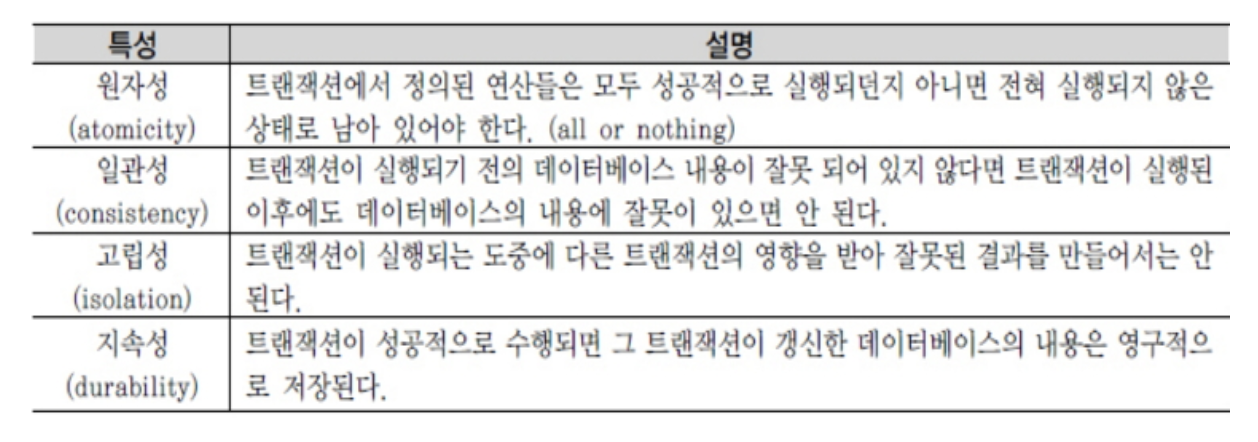 특성 설명
원자성 트랜잭션에서 정의된 연산들은 모두 성공적으로 실행되던지 아니면 전혀 실행되지 않은
(atomicity) 상태로 남아 있어야 한다. (all or nothing)
일관성 트랜잭션이 실행되기 전의 데이터베이스 내용이 잘못 되어 있지 않다면 트랜잭션이 실행된
(consistency) 이후에도 데이터베이스의 내용에 잘못이 있으면 안 된다.
고립성 트랜잭션이 실행되는 도중에 다른 트랜잭션의 영향을 받아 잘못된 결과를 만들어서는 안
(isolation) 된다.
지속성 트랜잭션이 성공적으로 수행되면 그 트랜잭션이 갱신한 데이터베이스의 내용은 영구적으
(durability) 로 저장된다.